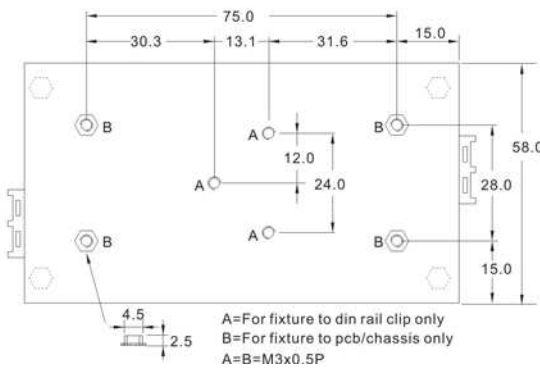 75.0
30.3 13.1 31.6 15.0
B A B
12.0 58.0
A 24.0 28.0
B A B
15.0
4.5
2.5
A=For fixture to din rail clip only
B=For fixture to pcb/chassis only
A=B=M3x0.5P